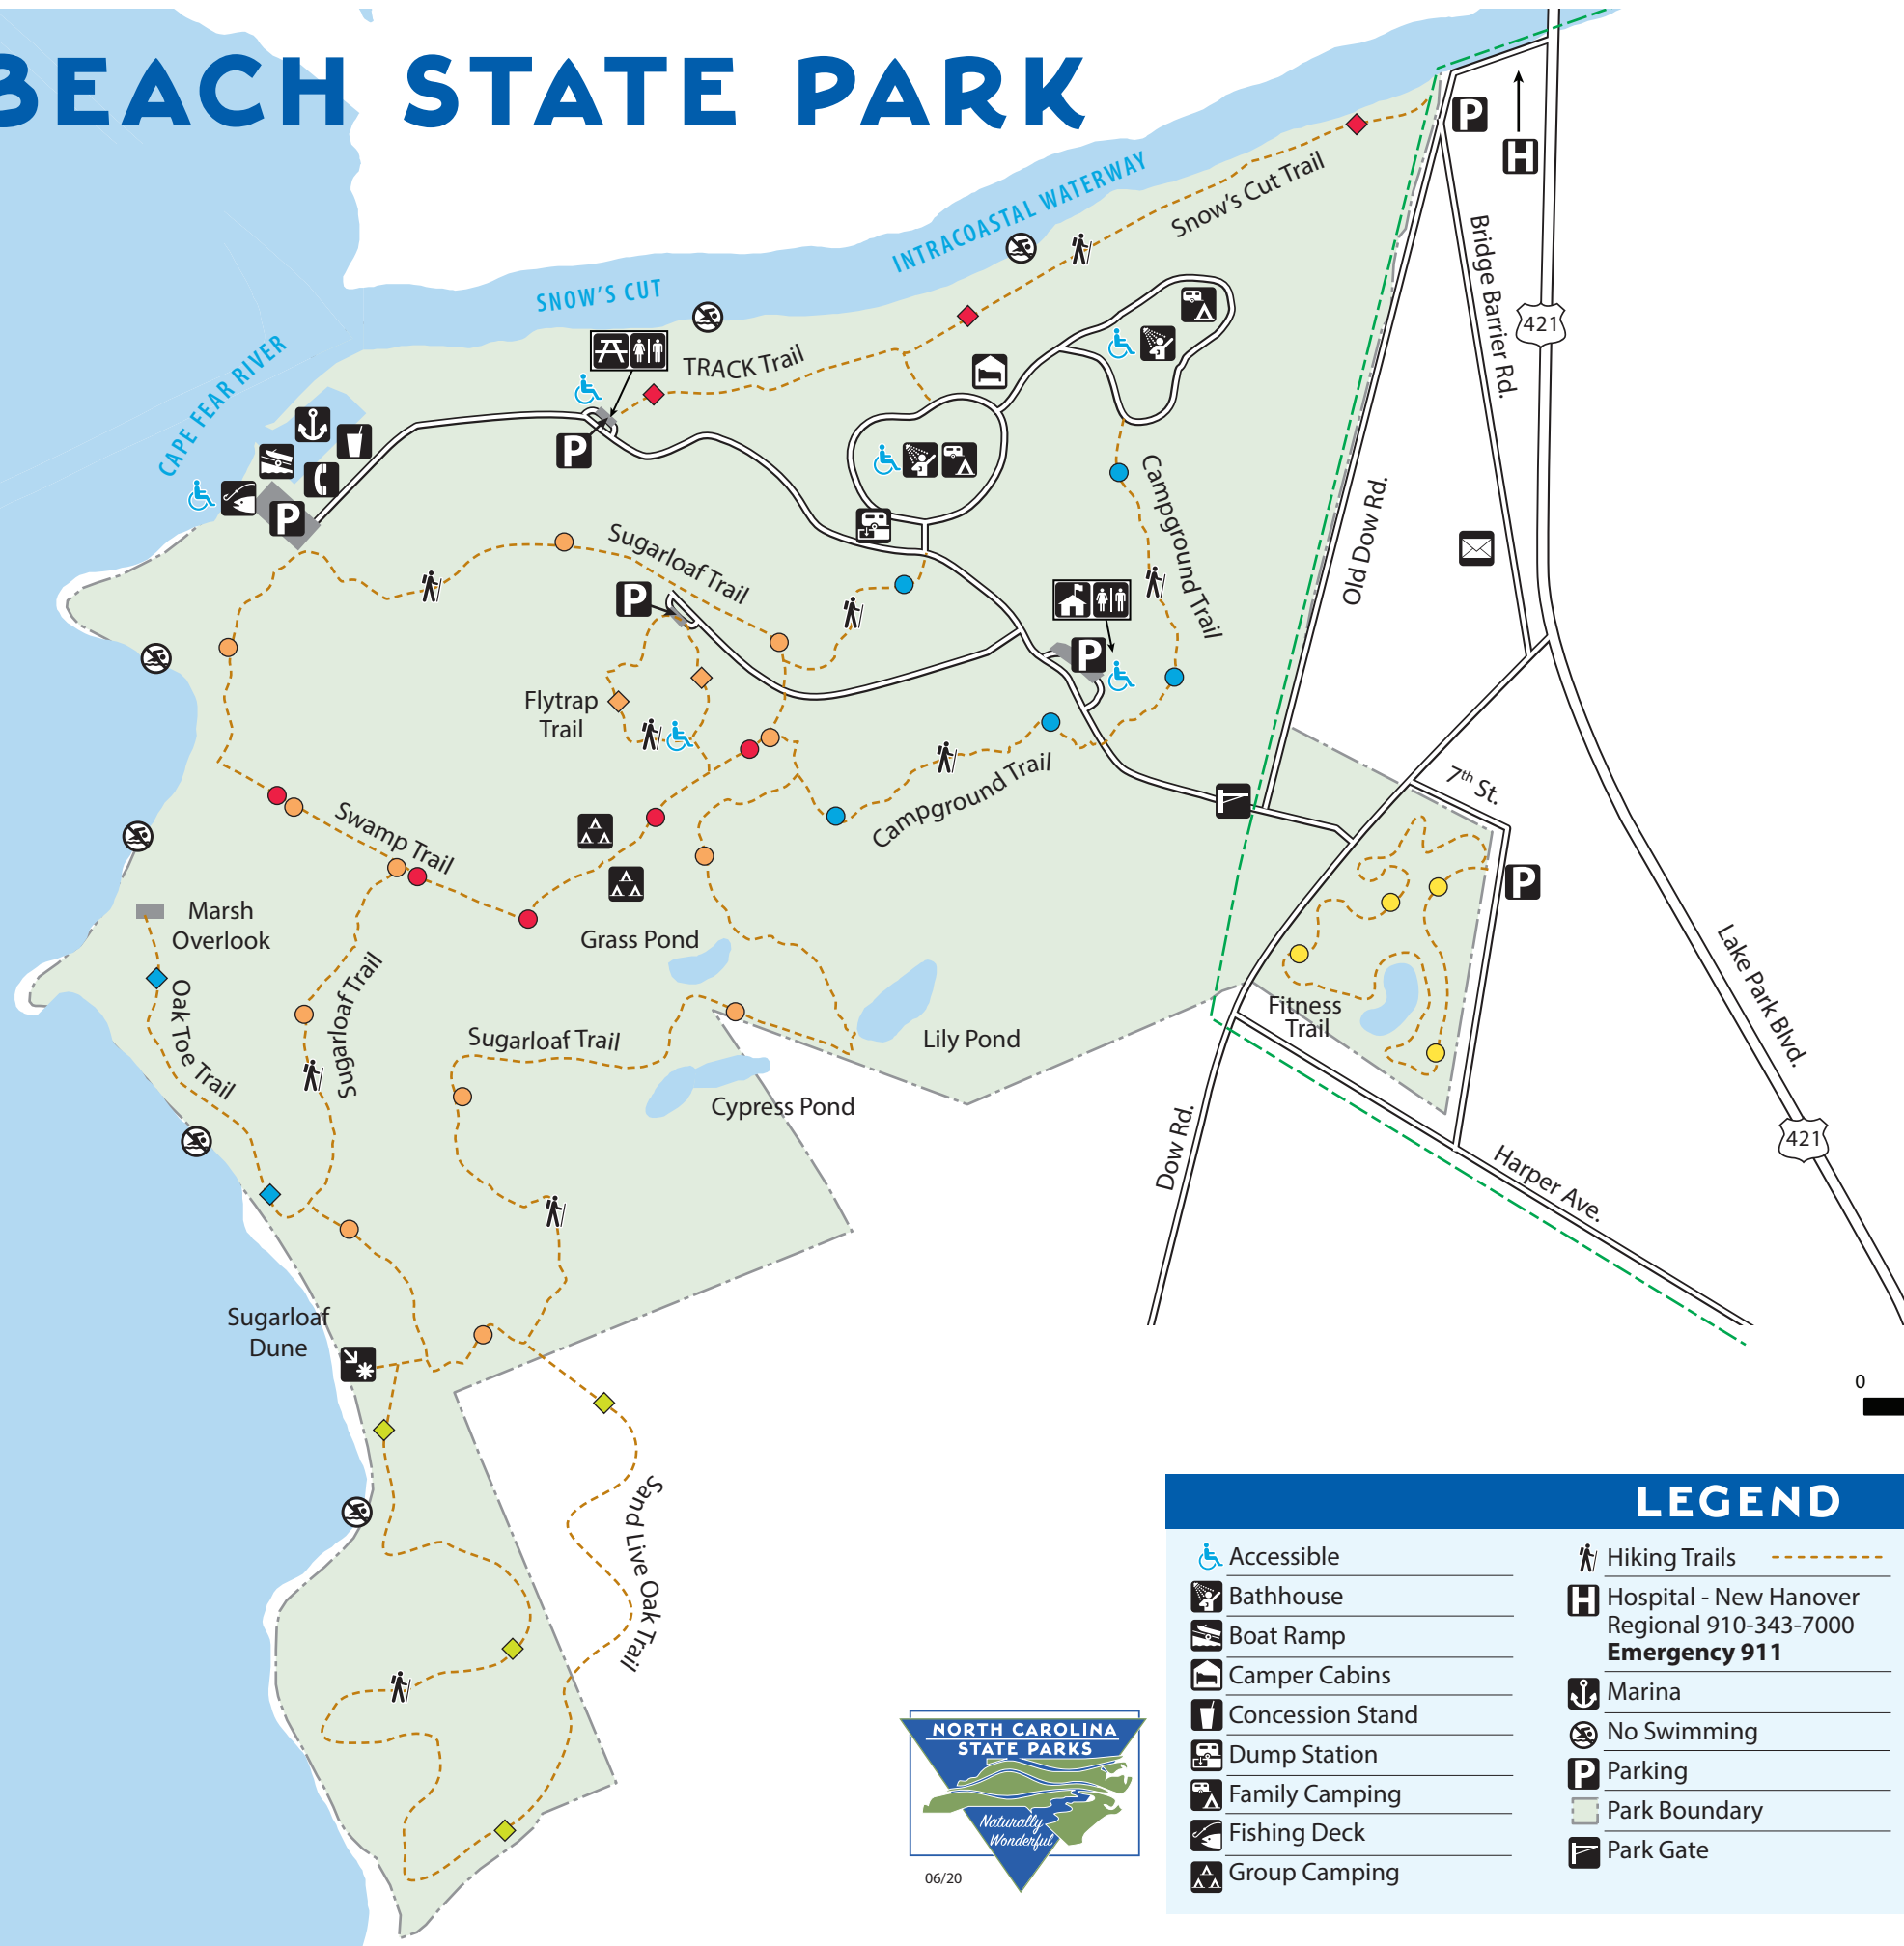 BEACH STATE PARK
Snow's Cut Trail
INTRACOASTAL WATERWAY
SNOW'S CUT
CAPE FEAR RIVER
TRACK Trail
P
H
Bridge Barrier Rd.
421
Old Dow Rd.
P
P
Sugarloaf Trail
P
Campground Trail
P
Flytrap
Trail
Campground Trail
7th St.
Swamp Trail
P
Marsh
Overlook
Grass Pond
Oak Toe Trail
Sugarloaf Trail
Sugarloaf Trail
Lily Pond
Fitness
Trail
Lake Park Blvd.
Cypress Pond
Dow Rd.
Harper Ave.
421
Sugarloaf
Dune
0
Sand Live Oak Trail
LEGEND
Accessible
Bathhouse
Boat Ramp
Camper Cabins
Concession Stand
Dump Station
Family Camping
Fishing Deck
Group Camping
Hiking Trails
H Hospital - New Hanover
Regional 910-343-7000
Emergency 911
Marina
No Swimming
P Parking
Park Boundary
Park Gate
NORTH CAROLINA
STATE PARKS
Naturally
Wonderful
06/20